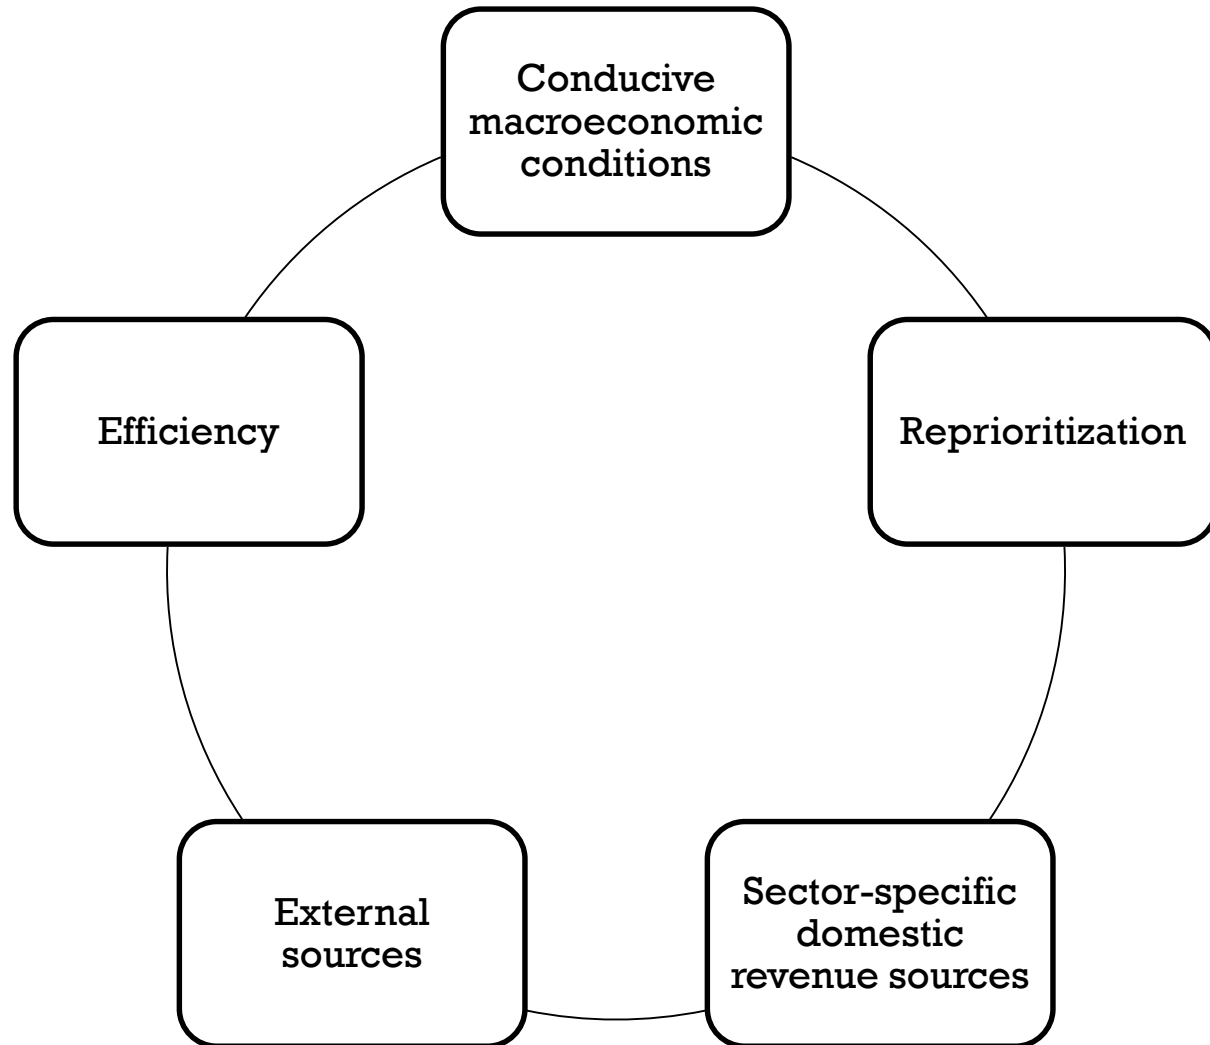 Conducive
macroeconomic
conditions
Efficiency
Reprioritization
External
sources
Sector-specific
domestic
revenue sources